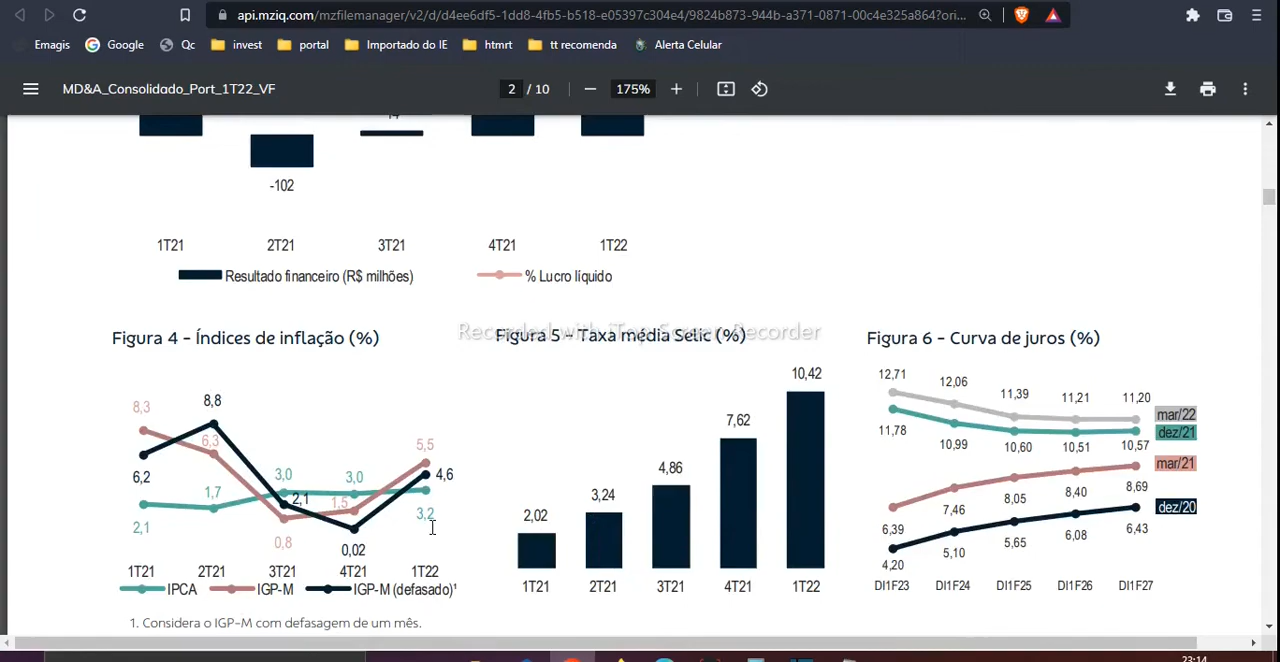 api.mziq.com/mzfilemanager/v2/d/d4ee6df5-1dd8-4fb5-b518-e05397c304e4/9824b873-944b-a371-0871-00c4e325a864?ori...
Emagis Google Qc invest portal Importado do IE htmrt tt recomenda Alerta Celular
MD&A_Consolidado_Port_1T22_VF 2 / 10 175%
-102
1T21 2T21 3T21 4T21 1T22
Resultado financeiro (R$ milhões) % Lucro líquido
Recorded with iTop Screen Recorder
Figura 4 - Índices de inflação (%)
8,3 8,8 6,3 6,2 3,0 3,0 5,5
1,7 2,1 1,5 4,6
2,1 0,8 0,02 3,2
1T21 2T21 3T21 4T21 1T22
IPCA IGP-M IGP-M (defasado)¹
1. Considera o IGP-M com defasagem de um mês.
Figura 5 - Taxa média Selic (%)
2,02 3,24 4,86 7,62 10,42
1T21 2T21 3T21 4T21 1T22
Figura 6 - Curva de juros (%)
12,71 12,06 11,39 11,21 11,20 mar/22
11,78 10,99 10,60 10,51 10,57 dez/21
6,39 7,46 8,05 8,40 8,69 mar/21
4,20 5,10 5,65 6,08 6,43 dez/20
DI1F23 DI1F24 DI1F25 DI1F26 DI1F27
23:14